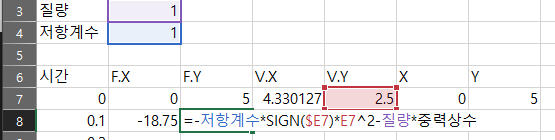 3 질량 1
4 저항계수 1
5
6 시간 F.X F.Y V.X V.Y X Y
7 0 0 5 4.330127 2.5 0 5
8 0.1 -18.75 =-저항계수*SIGN($E7)*E7^2-질량*중력상수